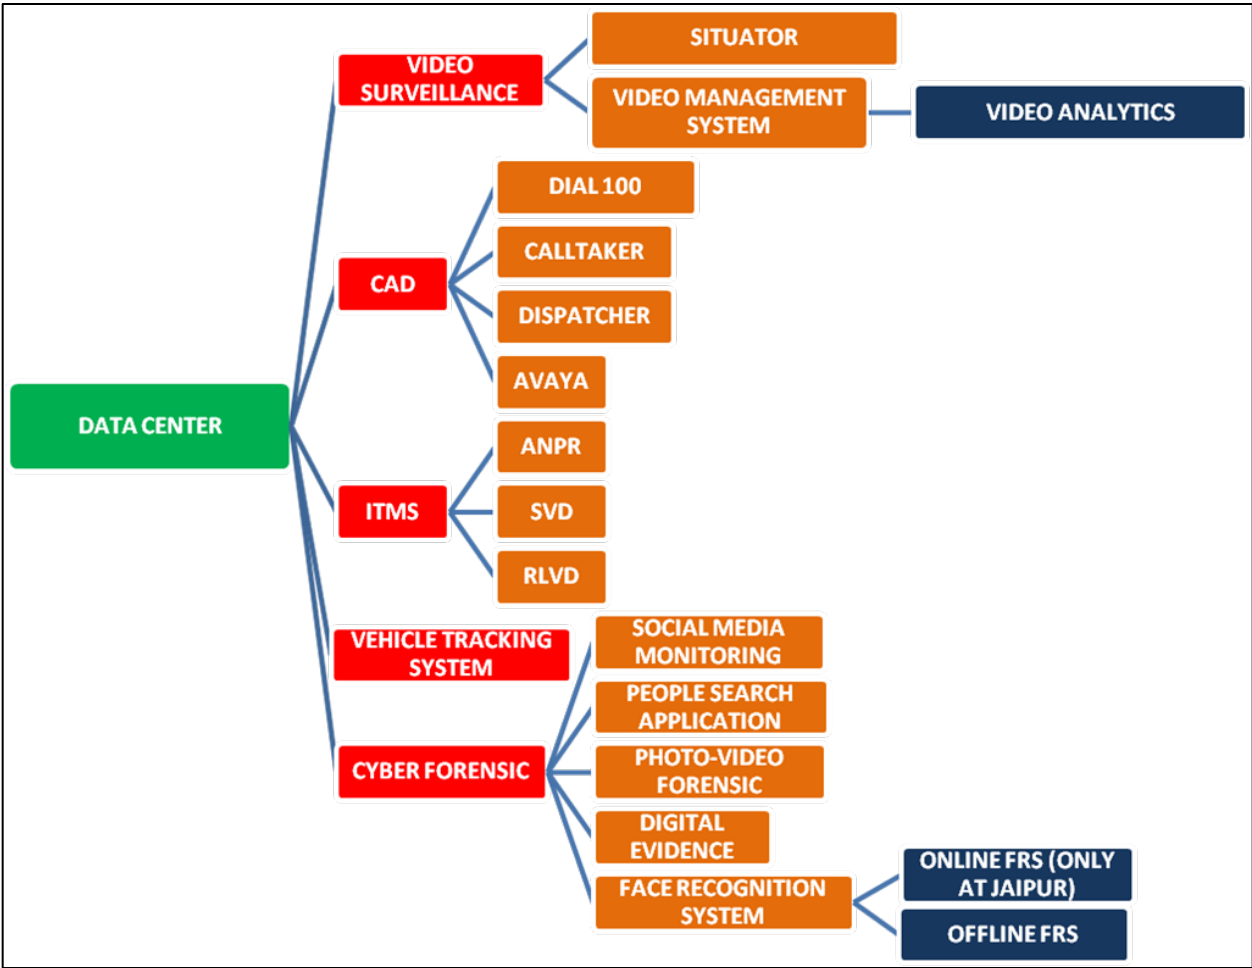 DATA CENTER
VIDEO
SURVEILLANCE
SITUATOR
VIDEO MANAGEMENT
SYSTEM
VIDEO ANALYTICS
CAD
DIAL 100
CALLTAKER
DISPATCHER
AVAYA
ITMS
ANPR
SVD
RLVD
VEHICLE TRACKING
SYSTEM
CYBER FORENSIC
SOCIAL MEDIA
MONITORING
PEOPLE SEARCH
APPLICATION
PHOTO-VIDEO
FORENSIC
DIGITAL
EVIDENCE
FACE RECOGNITION
SYSTEM
ONLINE FRS (ONLY
AT JAIPUR)
OFFLINE FRS